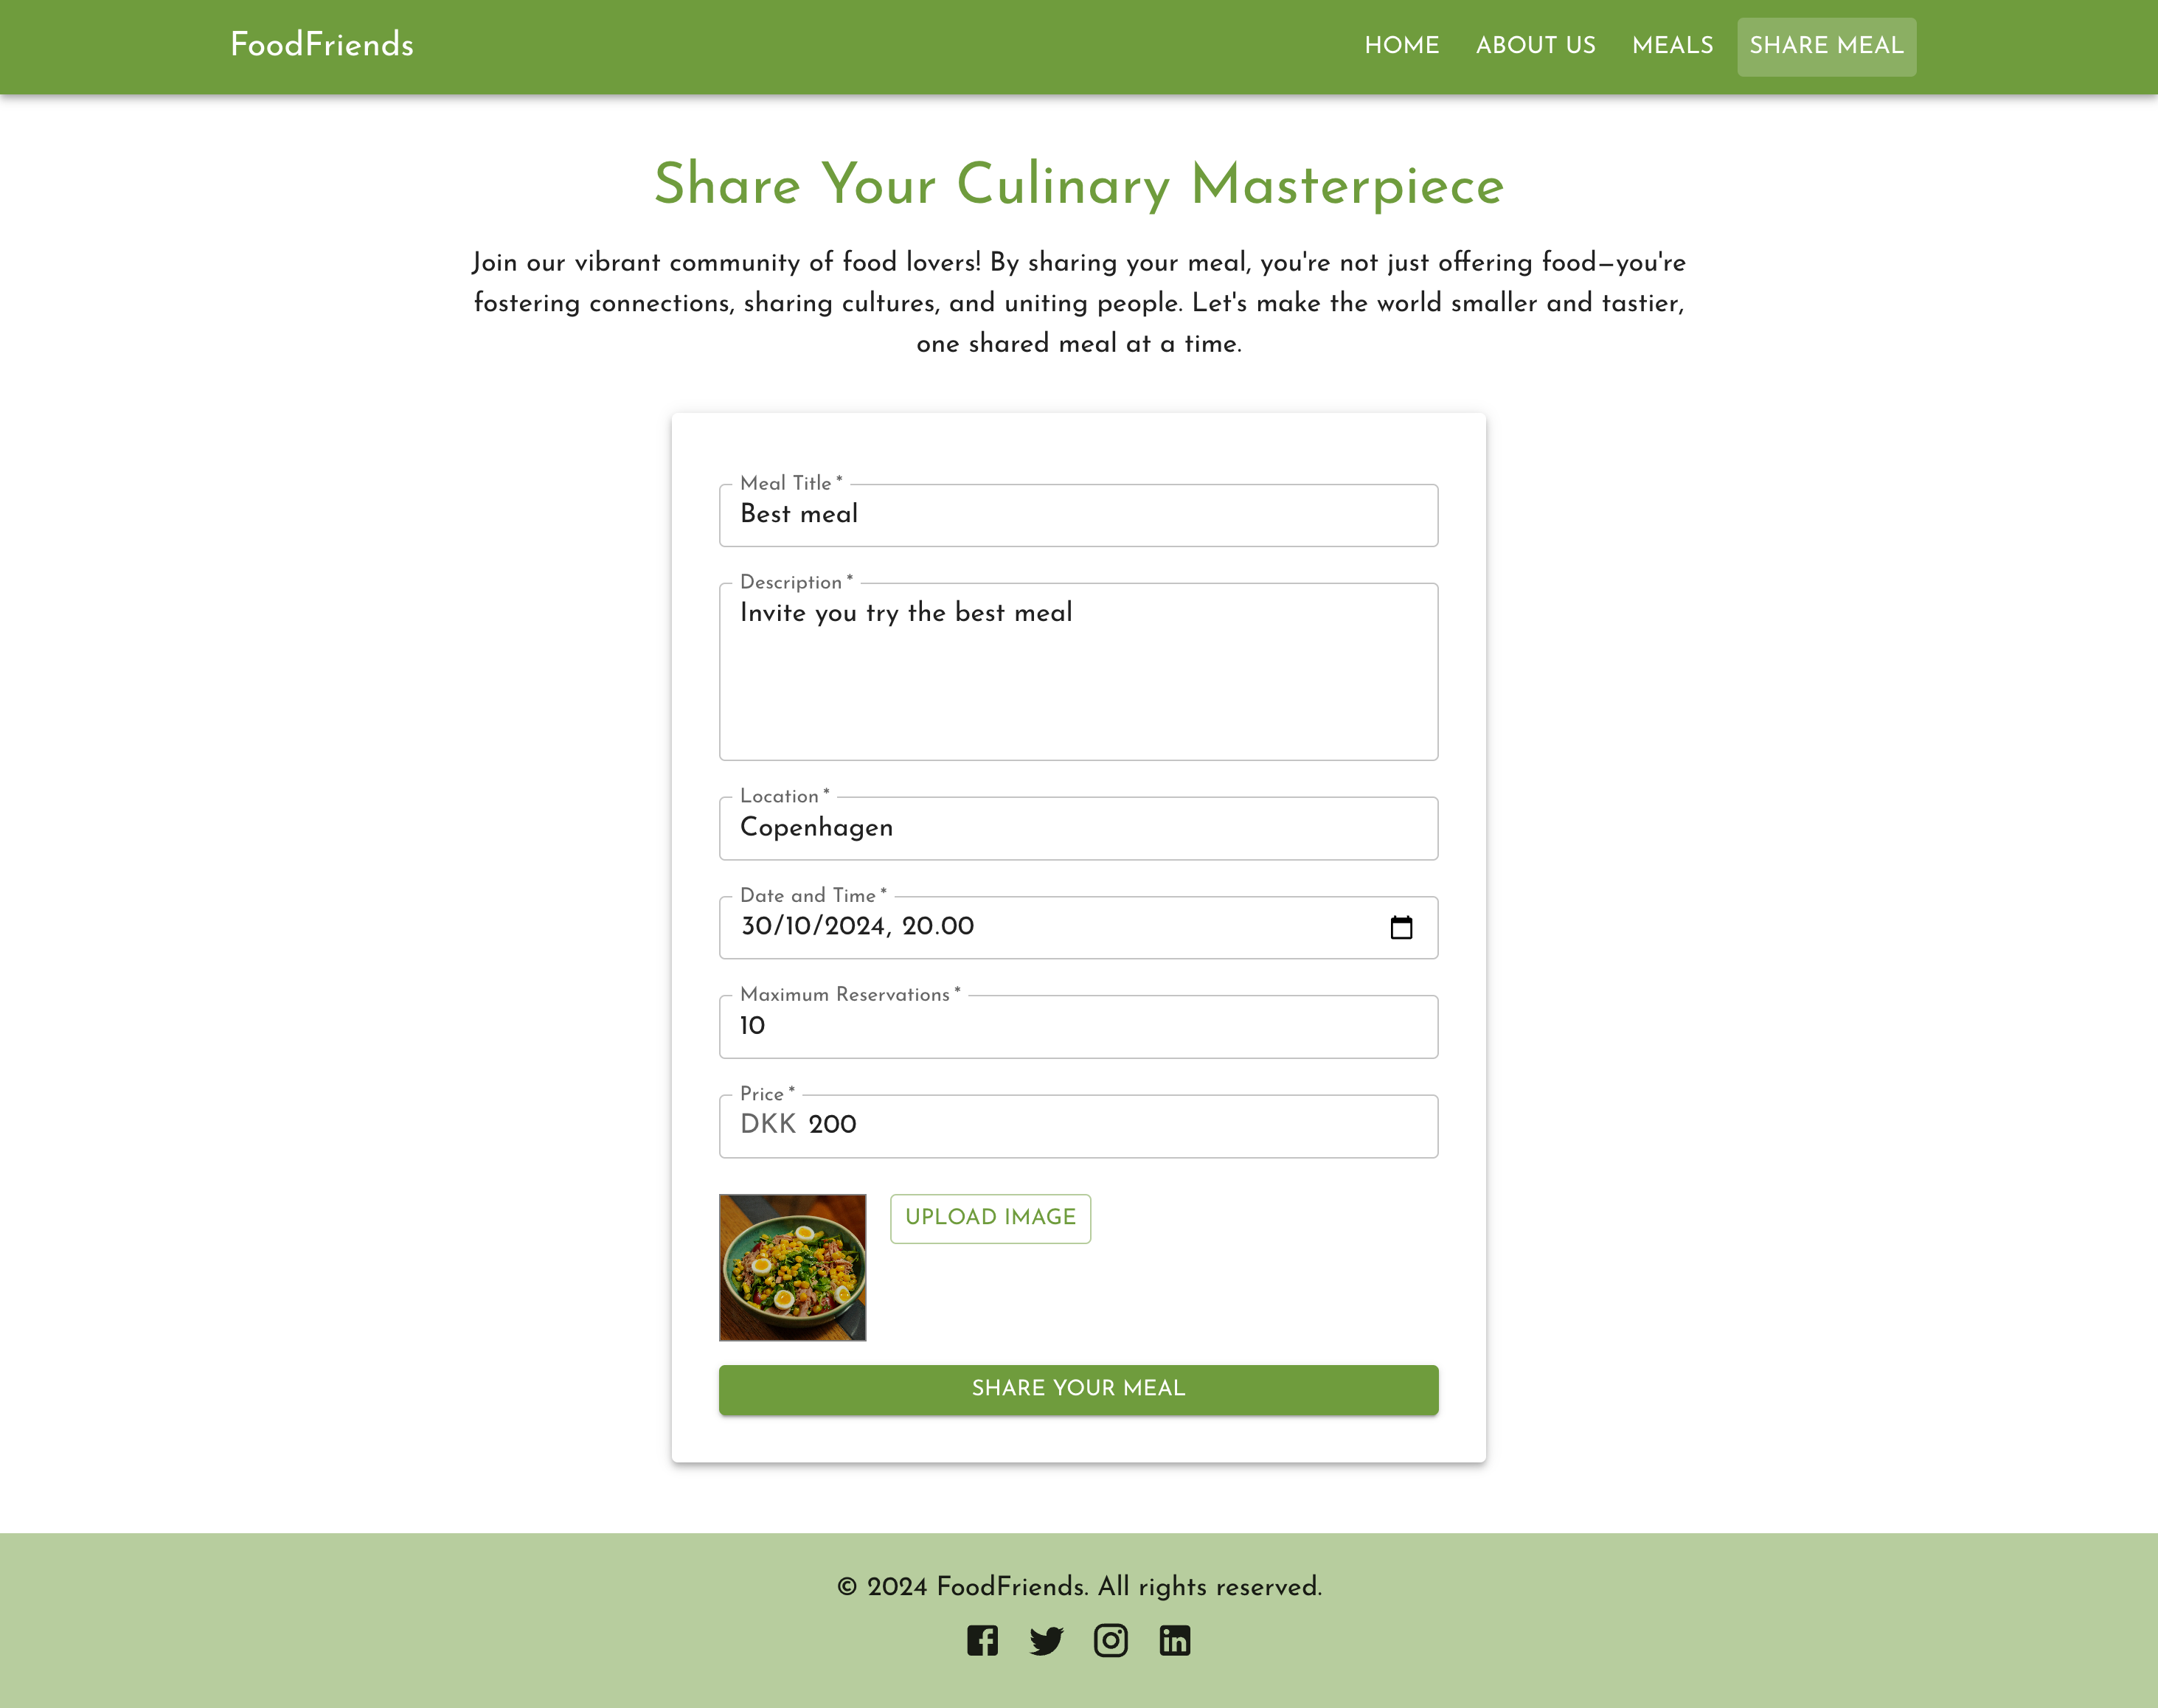 FoodFriends
HOME ABOUT US MEALS SHARE MEAL
Share Your Culinary Masterpiece
Join our vibrant community of food lovers! By sharing your meal, you're not just offering food—you're
fostering connections, sharing cultures, and uniting people. Let's make the world smaller and tastier,
one shared meal at a time.
Meal Title *
Best meal
Description *
Invite you try the best meal
Location *
Copenhagen
Date and Time *
30/10/2024, 20.00
Maximum Reservations *
10
Price *
DKK 200
UPLOAD IMAGE
SHARE YOUR MEAL
© 2024 FoodFriends. All rights reserved.